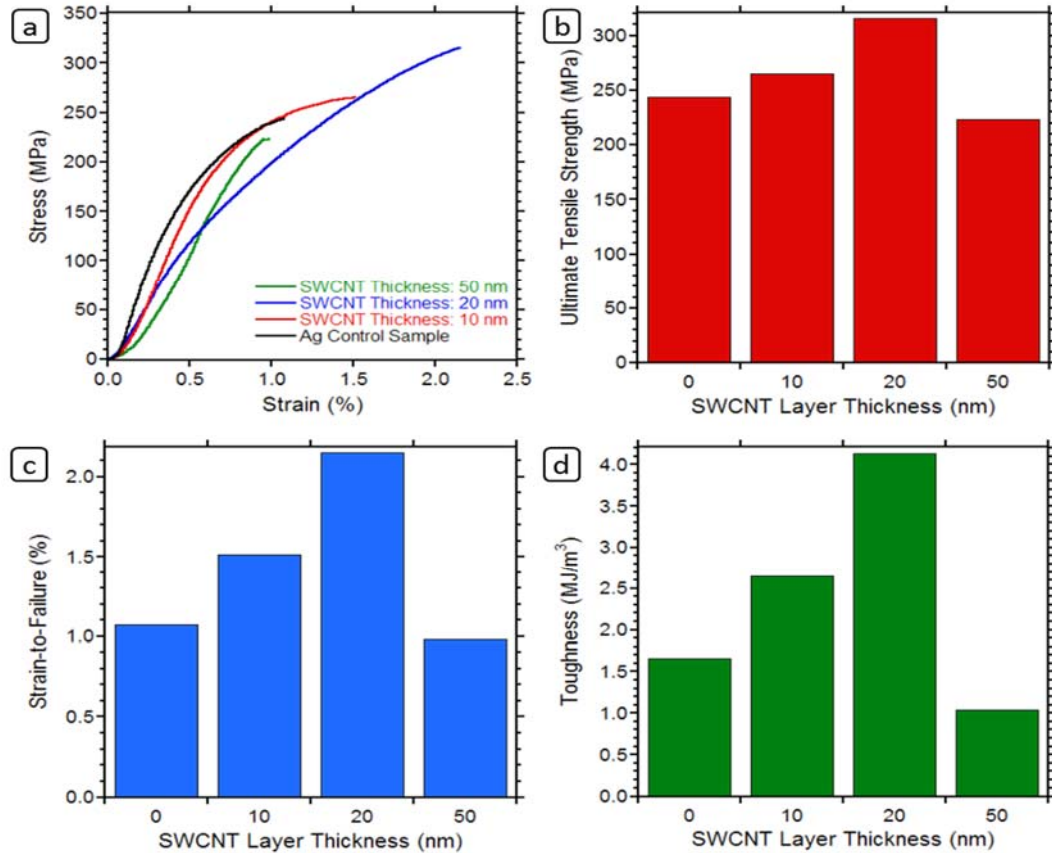 a
350
300
250
200
150
100
50
0
Stress (MPa)
SWCNT Thickness: 50 nm
SWCNT Thickness: 20 nm
SWCNT Thickness: 10 nm
Ag Control Sample
0.0 0.5 1.0 1.5 2.0 2.5
Strain (%)
b
300
250
200
150
100
50
0
Ultimate Tensile Strength (MPa)
0 10 20 50
SWCNT Layer Thickness (nm)
c
2.0
1.5
1.0
0.5
0.0
Strain-to-Failure (%)
0 10 20 50
SWCNT Layer Thickness (nm)
d
4.0
3.5
3.0
2.5
2.0
1.5
1.0
0.5
0.0
Toughness (MJ/m³)
0 10 20 50
SWCNT Layer Thickness (nm)